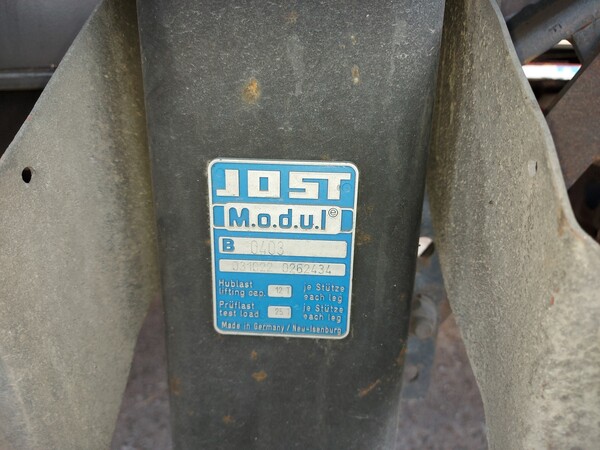 JOST
M.o.d.u.l ©
B 0403
0262434
Hublast
lifting cap.
je Stütze
each leg
Prüflast
test load
je Stütze
each leg
Made in Germany / Neu-Isenburg